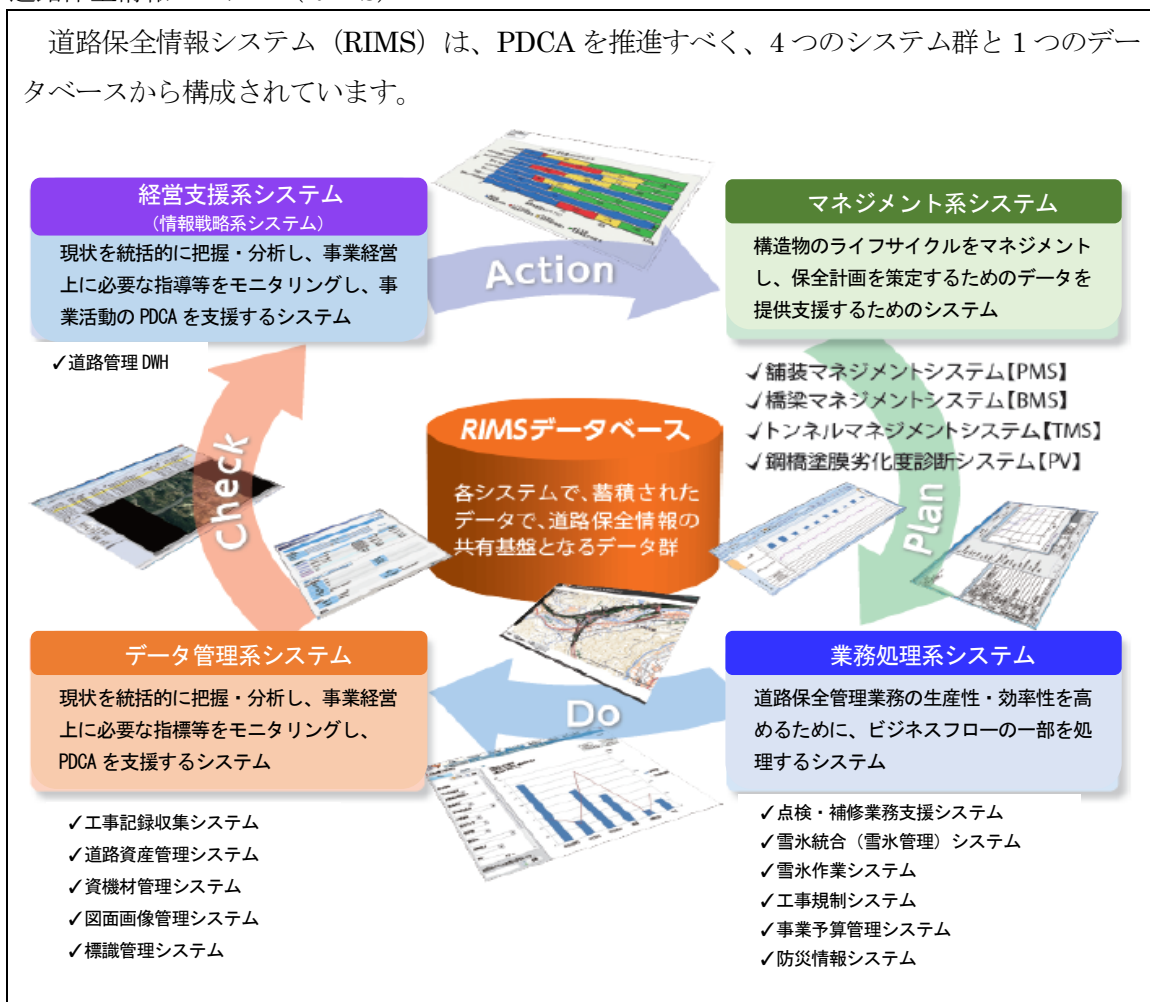 道路保全情報システム（RIMS）は、PDCA を推進すべく、4 つのシステム群と 1 つのデー
タベースから構成されています。
経営支援系システム
（情報戦略系システム）
現状を統括的に把握・分析し、事業経営
上に必要な指導等をモニタリングし、事
業活動の PDCA を支援するシステム
✓道路管理 DWH
Action
マネジメント系システム
構造物のライフサイクルをマネジメント
し、保全計画を策定するためのデータを
提供支援するためのシステム
✓舗装マネジメントシステム【PMS】
✓橋梁マネジメントシステム【BMS】
✓トンネルマネジメントシステム【TMS】
✓鋼橋塗膜劣化度診断システム【PV】
Check
RIMSデータベース
各システムで、蓄積された
データで、道路保全情報の
共有基盤となるデータ群
Plan
データ管理系システム
現状を統括的に把握・分析し、事業経営
上に必要な指標等をモニタリングし、
PDCA を支援するシステム
✓工事記録収集システム
✓道路資産管理システム
✓資機材管理システム
✓図面画像管理システム
✓標識管理システム
Do
業務処理系システム
道路保全管理業務の生産性・効率性を高
めるために、ビジネスフローの一部を処
理するシステム
✓点検・補修業務支援システム
✓雪氷統合（雪氷管理）システム
✓雪氷作業システム
✓工事規制システム
✓事業予算管理システム
✓防災情報システム